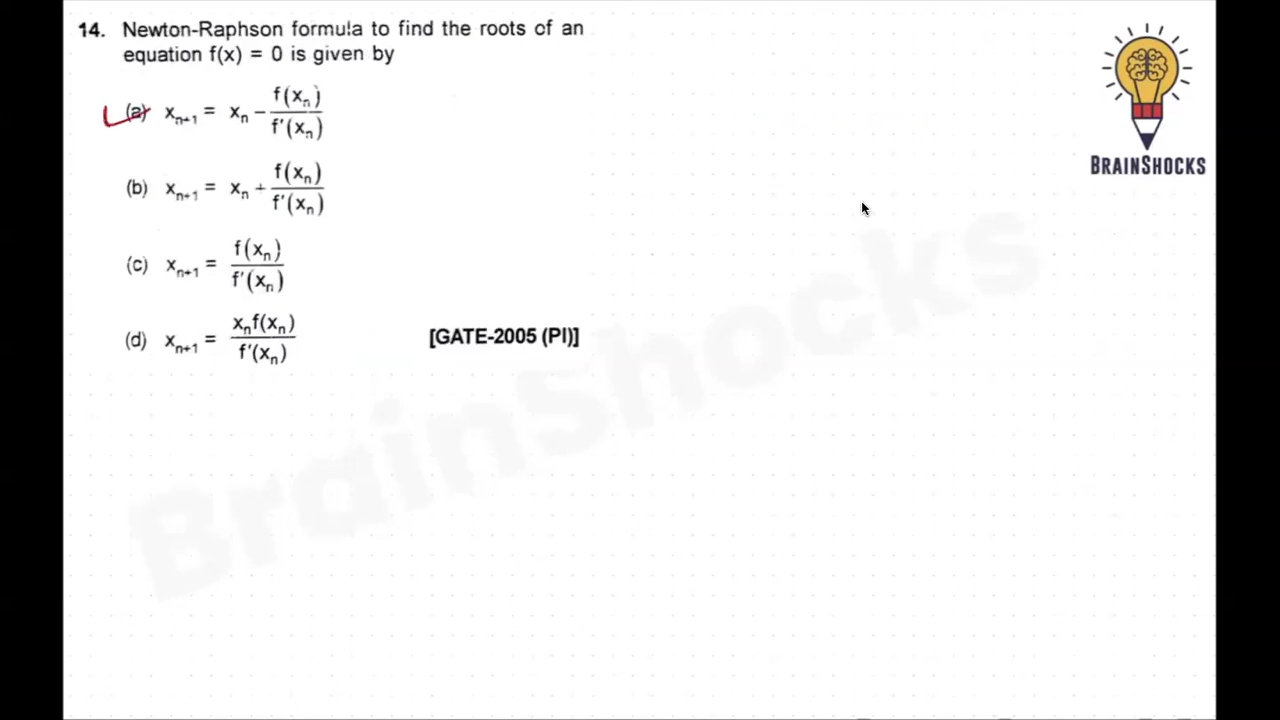 14. Newton-Raphson formula to find the roots of an
equation f(x) = 0 is given by
(a) xₙ₊₁ = xₙ − f(xₙ)/f'(xₙ)
(b) xₙ₊₁ = xₙ + f(xₙ)/f'(xₙ)
(c) xₙ₊₁ = f(xₙ)/f'(xₙ)
(d) xₙ₊₁ = xₙf(xₙ)/f'(xₙ)
[GATE-2005 (PI)]
BRAINSHOCKS
BrainShocks